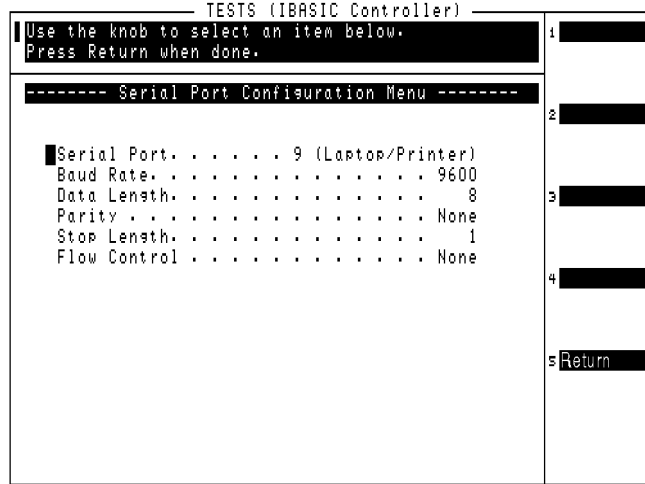 TESTS (IBASIC Controller)
Use the knob to select an item below.
Press Return when done.
-------- Serial Port Configuration Menu --------
Serial Port. . . . . . 9 (Laptop/Printer)
Baud Rate. . . . . . . . . . . . . . 9600
Data Length. . . . . . . . . . . . . 8
Parity . . . . . . . . . . . . . . . None
Stop Length. . . . . . . . . . . . . 1
Flow Control . . . . . . . . . . . . None
1
2
3
4
5 Return